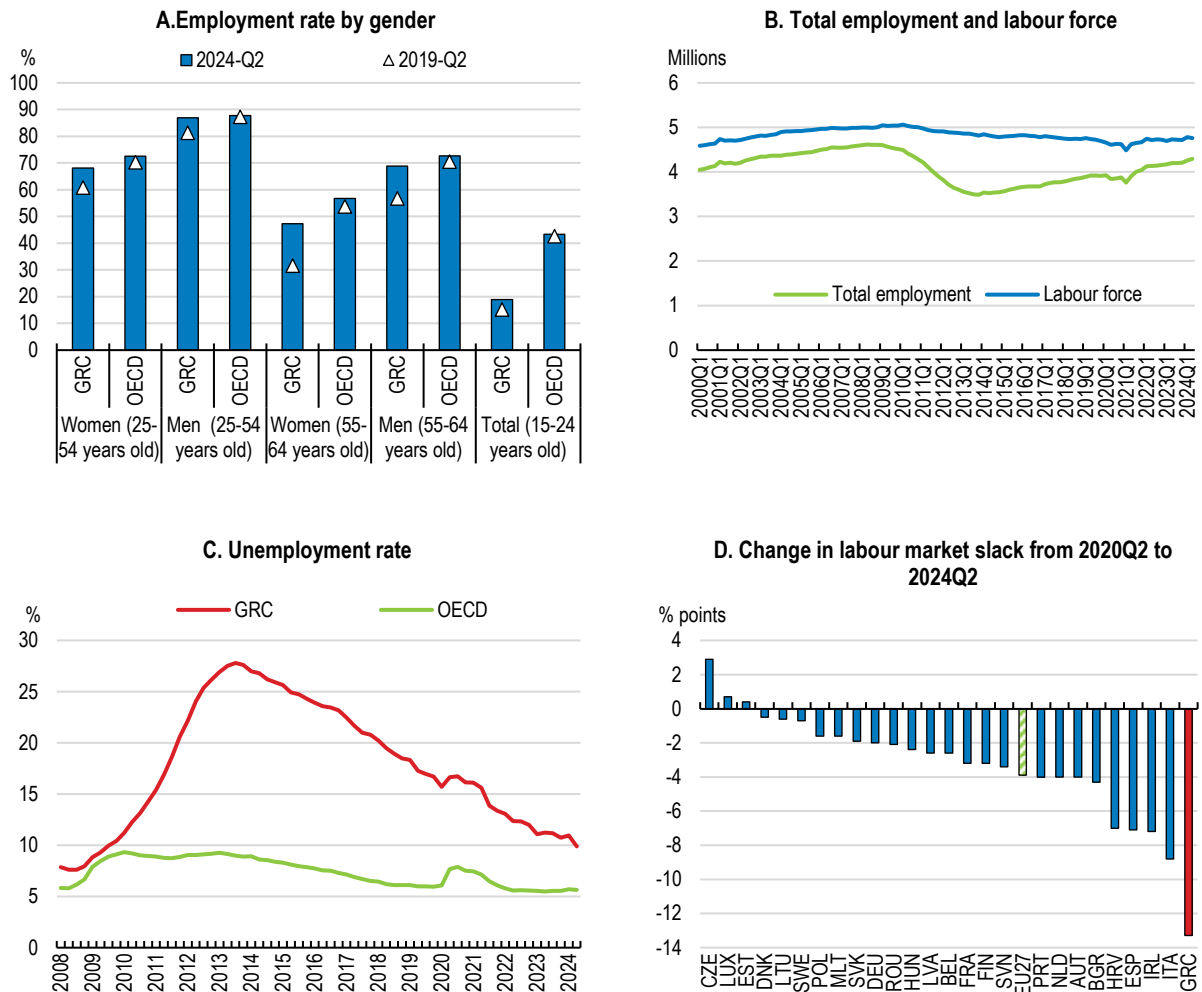 A.Employment rate by gender
%
2024-Q2
2019-Q2
100
90
80
70
60
50
40
30
20
10
0
GRC
OECD
GRC
OECD
GRC
OECD
GRC
OECD
GRC
OECD
Women (25-
54 years old)
Men (25-54
years old)
Women (55-
64 years old)
Men (55-64
years old)
Total (15-24
years old)
B. Total employment and labour force
Millions
6
5
4
3
2
1
0
Total employment
Labour force
2000Q1
2001Q1
2002Q1
2003Q1
2004Q1
2005Q1
2006Q1
2007Q1
2008Q1
2009Q1
2010Q1
2011Q1
2012Q1
2013Q1
2014Q1
2015Q1
2016Q1
2017Q1
2018Q1
2019Q1
2020Q1
2021Q1
2022Q1
2023Q1
2024Q1
C. Unemployment rate
%
GRC
OECD
30
25
20
15
10
5
0
2008
2009
2010
2011
2012
2013
2014
2015
2016
2017
2018
2019
2020
2021
2022
2023
2024
D. Change in labour market slack from 2020Q2 to
2024Q2
% points
4
2
0
-2
-4
-6
-8
-10
-12
-14
CZE
LUX
EST
DNK
LTU
SWE
POL
MLT
SVK
DEU
ROU
HUN
LVA
BEL
FRA
FIN
SVN
EU27
PRT
NLD
AUT
BGR
HRV
ESP
IRL
ITA
GRC